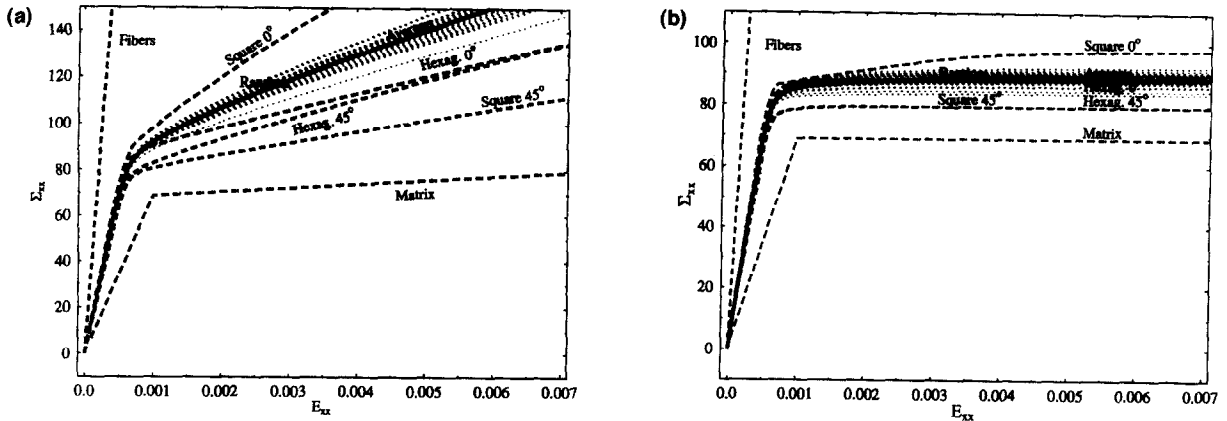 (a)
140
120
100
80
60
40
20
0
Σxx
0.0
0.001
0.002
0.003
0.004
0.005
0.006
0.007
Exx
Fibers
Square 0°
Average
Hexag. 0°
Square 45°
Hexag. 45°
Matrix
(b)
100
80
60
40
20
0
Σxx
0.0
0.001
0.002
0.003
0.004
0.005
0.006
0.007
Exx
Fibers
Square 0°
Hexag. 45°
Square 45°
Matrix